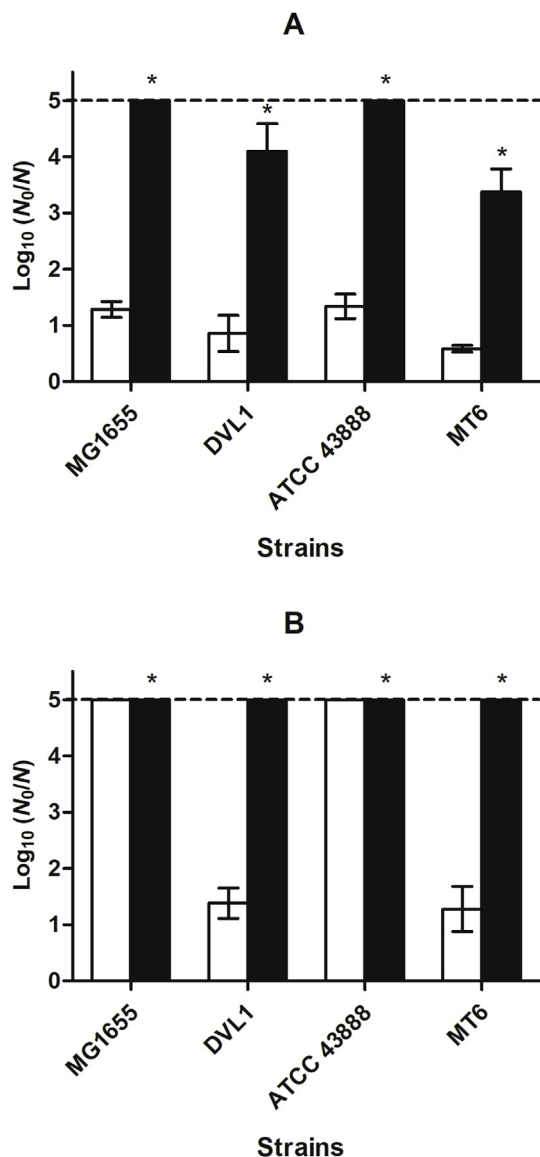 A
*
*
5
*
4
*
3
Log₁₀ (N₀/N)
2
1
0
MG1655
DVL1
ATCC 43888
MT6
Strains
B
* * * *
5
4
3
Log₁₀ (N₀/N)
2
1
0
MG1655
DVL1
ATCC 43888
MT6
Strains